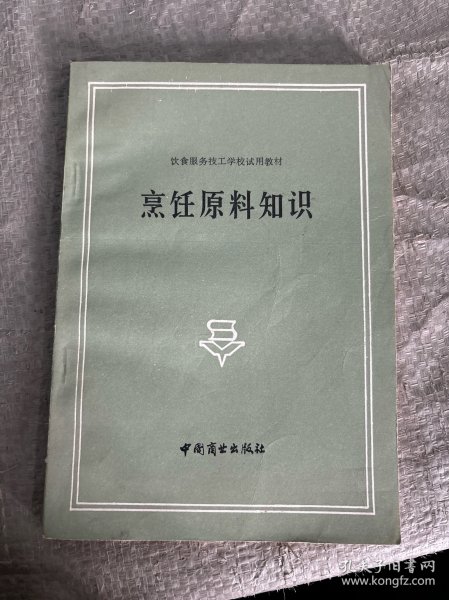 饮食服务技工学校试用教材
烹饪原料知识
中国商业出版社
孔夫子旧书网
www.kongfz.com